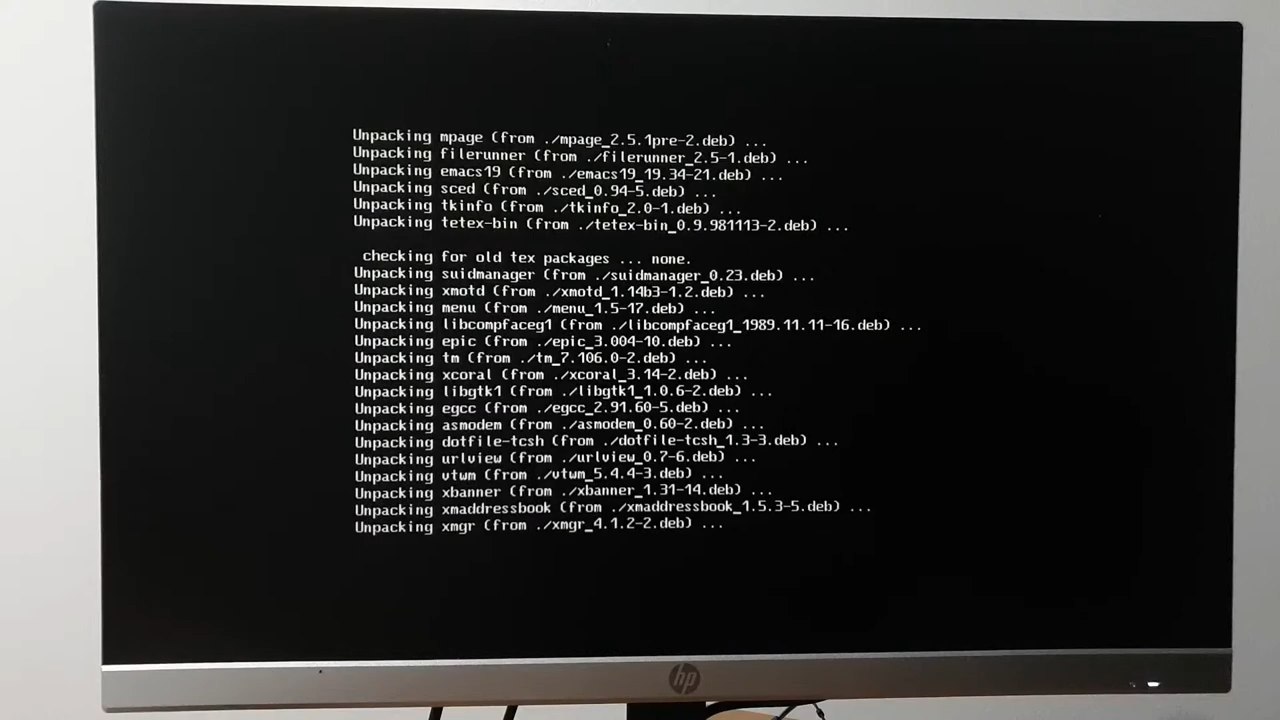 Unpacking mpage (from ./mpage_2.5.1pre-2.deb) ...
Unpacking filerunner (from ./filerunner_2.5-1.deb) ...
Unpacking emacs19 (from ./emacs19_19.34-21.deb) ...
Unpacking sced (from ./sced_0.94-5.deb) ...
Unpacking tkinfo (from ./tkinfo_2.0-1.deb) ...
Unpacking tetex-bin (from ./tetex-bin_0.9.981113-2.deb) ...
checking for old tex packages ... none.
Unpacking suidmanager (from ./suidmanager_0.23.deb) ...
Unpacking xmotd (from ./xmotd_1.14b3-1.2.deb) ...
Unpacking menu (from ./menu_1.5-17.deb) ...
Unpacking libcompfaceg1 (from ./libcompfaceg1_1989.11.11-16.deb) ...
Unpacking epic (from ./epic_3.004-10.deb) ...
Unpacking tm (from ./tm_7.106.0-2.deb) ...
Unpacking xcoral (from ./xcoral_3.14-2.deb) ...
Unpacking libgtk1 (from ./libgtk1_1.0.6-2.deb) ...
Unpacking egcc (from ./egcc_2.91.60-5.deb) ...
Unpacking asmodem (from ./asmodem_0.60-2.deb) ...
Unpacking dotfile-tcsh (from ./dotfile-tcsh_1.3-3.deb) ...
Unpacking urlview (from ./urlview_0.7-6.deb) ...
Unpacking vtwm (from ./vtwm_5.4.4-3.deb) ...
Unpacking xbanner (from ./xbanner_1.31-14.deb) ...
Unpacking xmaddressbook (from ./xmaddressbook_1.5.3-5.deb) ...
Unpacking xmgr (from ./xmgr_4.1.2-2.deb) ...
hp